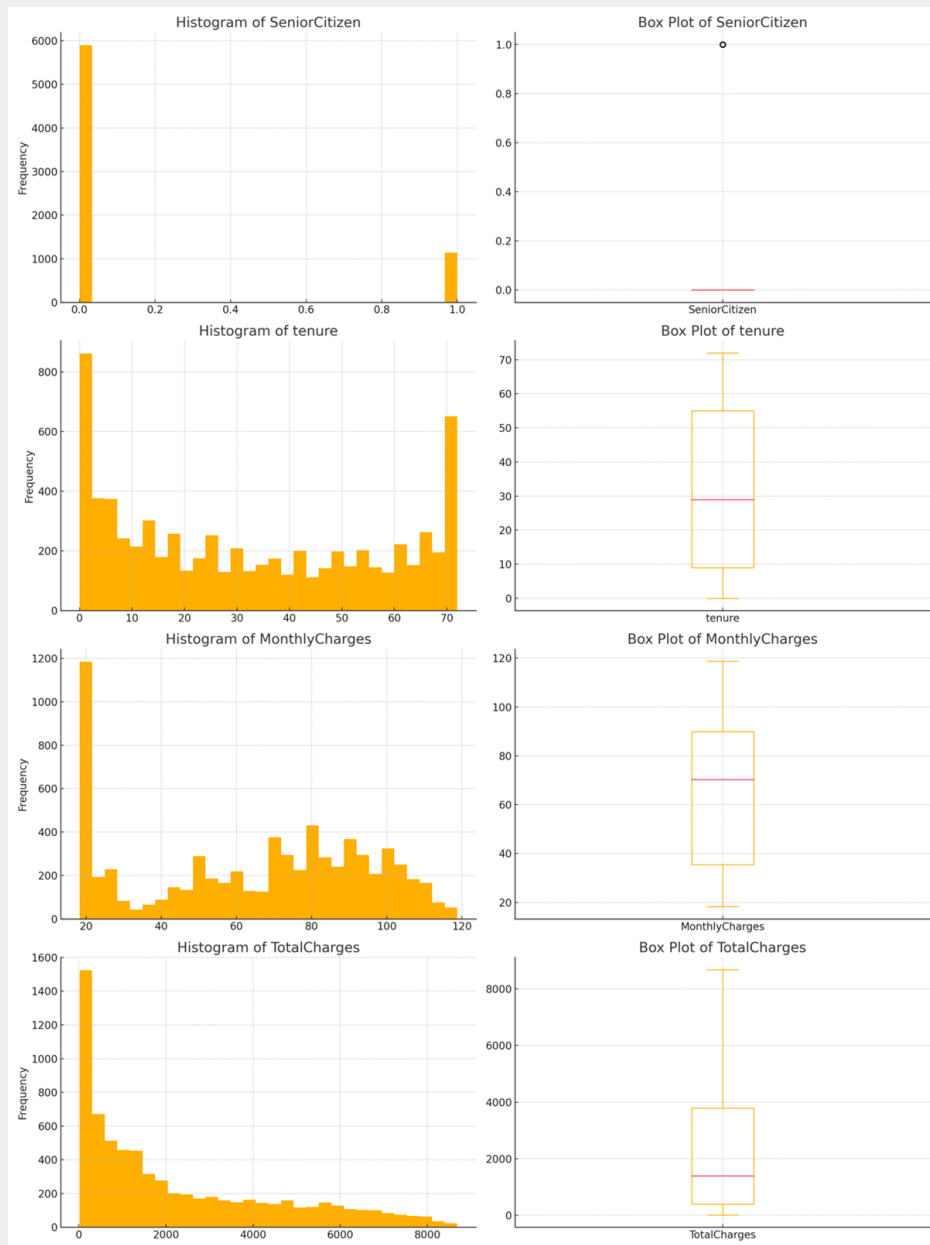 Histogram of SeniorCitizen
6000
5000
4000
3000
2000
1000
0
Frequency
0.0 0.2 0.4 0.6 0.8 1.0
Box Plot of SeniorCitizen
1.0
0.8
0.6
0.4
0.2
0.0
SeniorCitizen
Histogram of tenure
800
600
400
200
0
Frequency
0 10 20 30 40 50 60 70
Box Plot of tenure
70
60
50
40
30
20
10
0
tenure
Histogram of MonthlyCharges
1200
1000
800
600
400
200
0
Frequency
20 40 60 80 100 120
Box Plot of MonthlyCharges
120
100
80
60
40
20
MonthlyCharges
Histogram of TotalCharges
1600
1400
1200
1000
800
600
400
200
0
Frequency
0 2000 4000 6000 8000
Box Plot of TotalCharges
8000
6000
4000
2000
0
TotalCharges